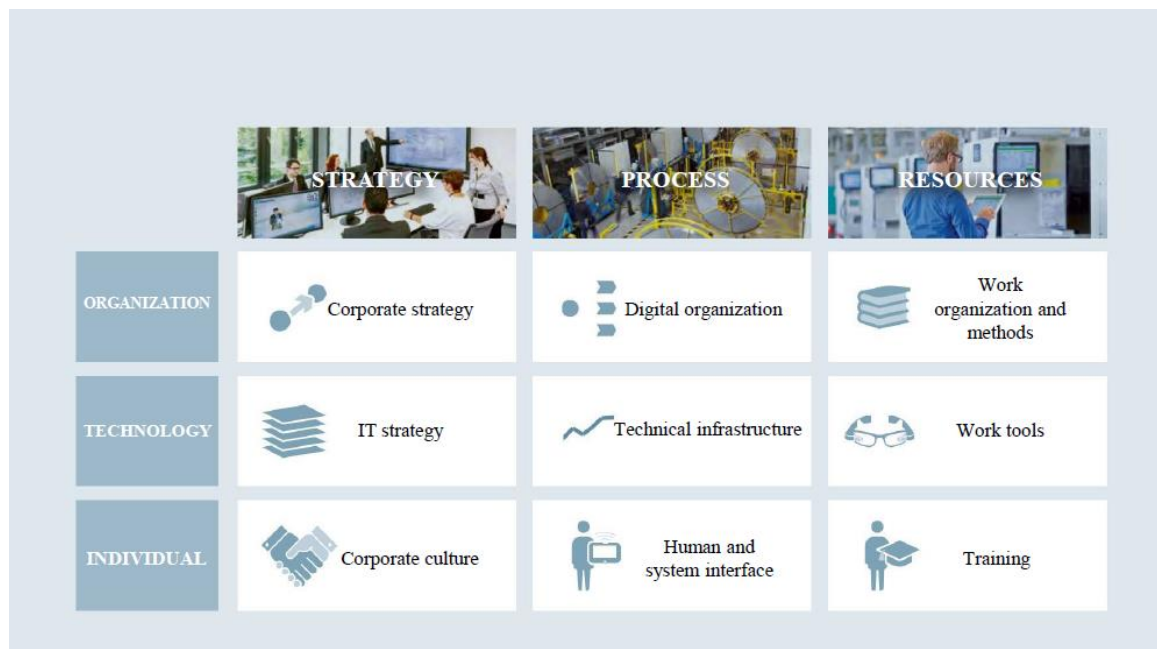 STRATEGY
PROCESS
RESOURCES
ORGANIZATION
Corporate strategy
Digital organization
Work
organization and
methods
TECHNOLOGY
IT strategy
Technical infrastructure
Work tools
INDIVIDUAL
Corporate culture
Human and
system interface
Training